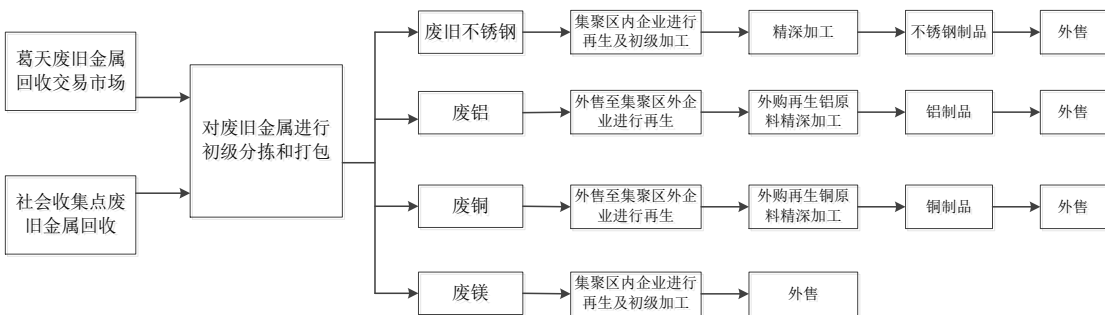 葛天废旧金属
回收交易市场
社会收集点废
旧金属回收
对废旧金属进行
初级分拣和打包
废旧不锈钢
集聚区内企业进行
再生及初级加工
精深加工
不锈钢制品
外售
废铝
外售至集聚区外企
业进行再生
外购再生铝原
料精深加工
铝制品
外售
废铜
外售至集聚区外企
业进行再生
外购再生铜原
料精深加工
铜制品
外售
废镁
集聚区内企业进行
再生及初级加工
外售